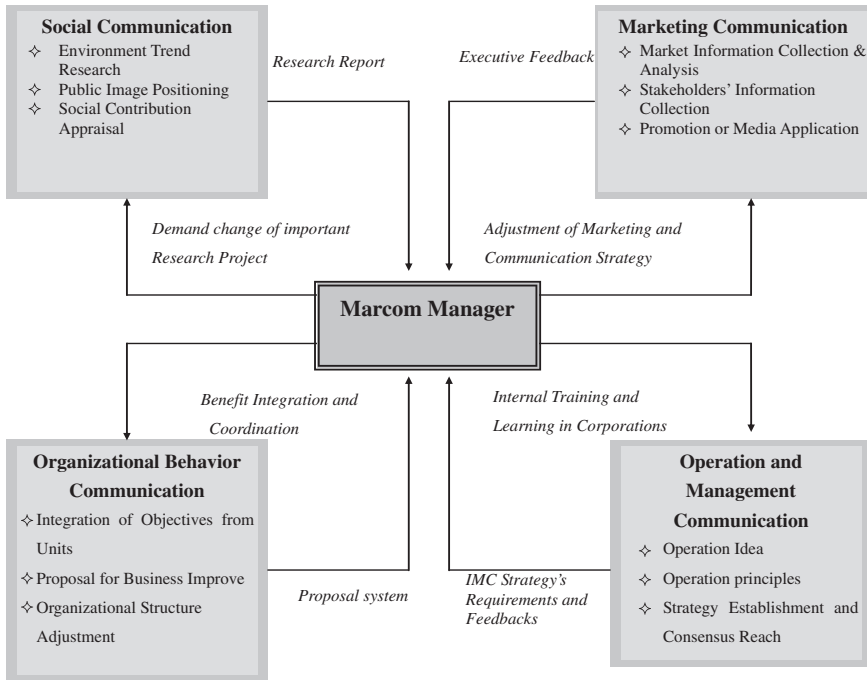 Social Communication
✧ Environment Trend
Research
✧ Public Image Positioning
✧ Social Contribution
Appraisal
Research Report
Executive Feedback
Marketing Communication
✧ Market Information Collection &
Analysis
✧ Stakeholders' Information
Collection
✧ Promotion or Media Application
Demand change of important
Research Project
Adjustment of Marketing and
Communication Strategy
Marcom Manager
Benefit Integration and
Coordination
Internal Training and
Learning in Corporations
Organizational Behavior
Communication
✧ Integration of Objectives from
Units
✧ Proposal for Business Improve
✧ Organizational Structure
Adjustment
Proposal system
IMC Strategy's
Requirements and
Feedbacks
Operation and
Management
Communication
✧ Operation Idea
✧ Operation principles
✧ Strategy Establishment and
Consensus Reach